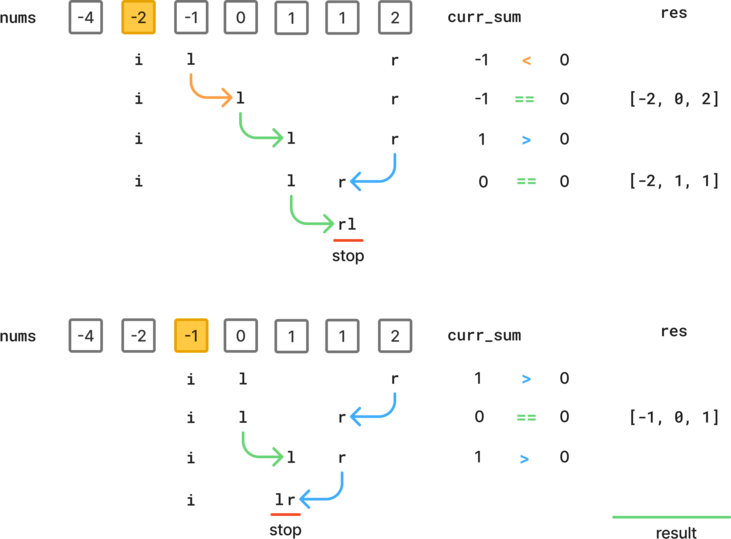 nums -4 -2 -1 0 1 1 2 curr_sum res
i l r -1 < 0
i l r -1 == 0 [-2, 0, 2]
i l r 1 > 0
i l r 0 == 0 [-2, 1, 1]
rl
stop
nums -4 -2 -1 0 1 1 2 curr_sum res
i l r 1 > 0
i l r 0 == 0 [-1, 0, 1]
i l r 1 > 0
i l r
stop
result